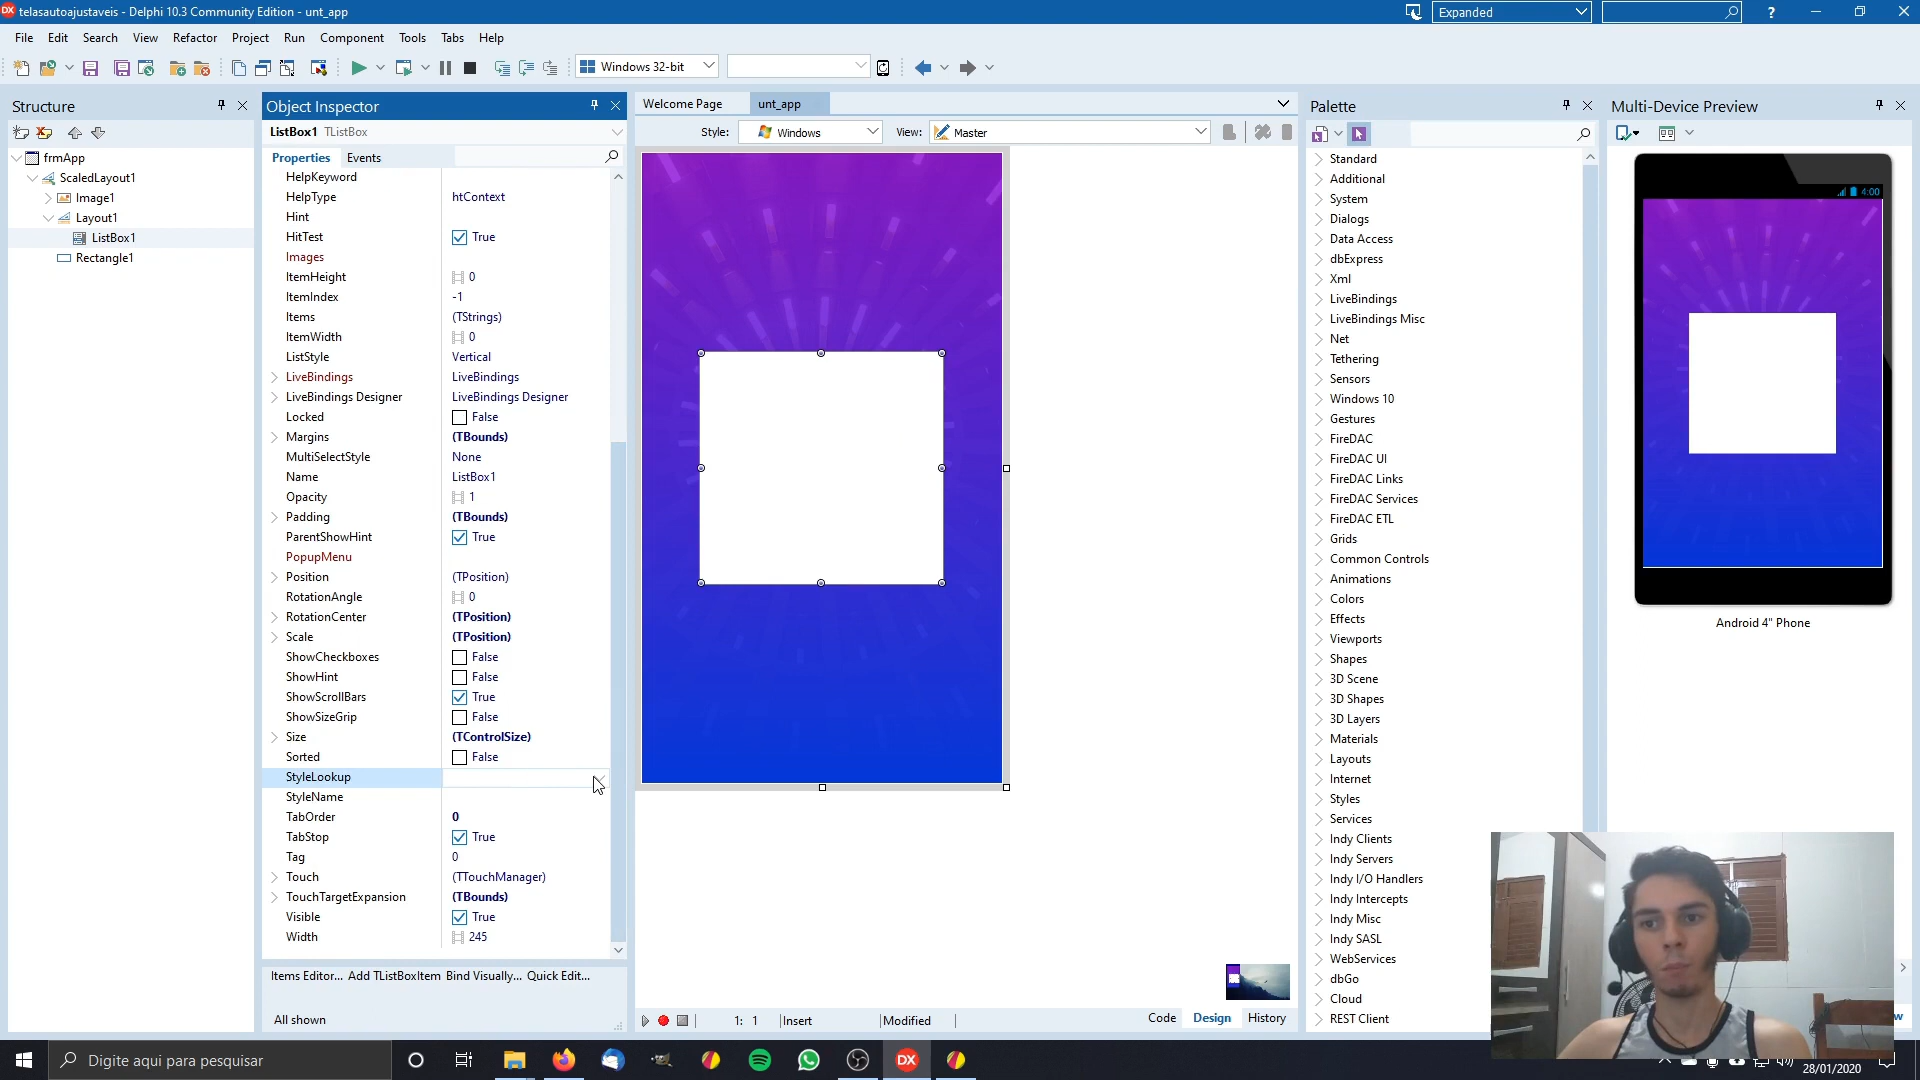 DX telasautoajustaveis - Delphi 10.3 Community Edition - unt_app
Expanded
?
File Edit Search View Refactor Project Run Component Tools Tabs Help
Windows 32-bit
Structure
frmApp
ScaledLayout1
Image1
Layout1
ListBox1
Rectangle1
Object Inspector
ListBox1 TListBox
Properties Events
HelpKeyword
HelpType htContext
Hint
HitTest True
Images
ItemHeight 0
ItemIndex -1
Items (TStrings)
ItemWidth 0
ListStyle Vertical
LiveBindings LiveBindings
LiveBindings Designer LiveBindings Designer
Locked False
Margins (TBounds)
MultiSelectStyle None
Name ListBox1
Opacity 1
Padding (TBounds)
ParentShowHint True
PopupMenu
Position (TPosition)
RotationAngle 0
RotationCenter (TPosition)
Scale (TPosition)
ShowCheckboxes False
ShowHint False
ShowScrollBars True
ShowSizeGrip False
Size (TControlSize)
Sorted False
StyleLookup
StyleName
TabOrder 0
TabStop True
Tag 0
Touch (TTouchManager)
TouchTargetExpansion (TBounds)
Visible True
Width 245
Items Editor... Add TListBoxItem Bind Visually... Quick Edit...
All shown
Welcome Page unt_app
Style: Windows View: Master
1: 1 Insert Modified
Code Design History
Palette
Standard
Additional
System
Dialogs
Data Access
dbExpress
Xml
LiveBindings
LiveBindings Misc
Net
Tethering
Sensors
Windows 10
Gestures
FireDAC
FireDAC UI
FireDAC Links
FireDAC Services
FireDAC ETL
Grids
Common Controls
Animations
Colors
Effects
Viewports
Shapes
3D Scene
3D Shapes
3D Layers
Materials
Layouts
Internet
Styles
Services
Indy Clients
Indy Servers
Indy I/O Handlers
Indy Intercepts
Indy Misc
Indy SASL
WebServices
dbGo
Cloud
REST Client
Multi-Device Preview
4:00
Android 4" Phone
Digite aqui para pesquisar
DX
28/01/2020